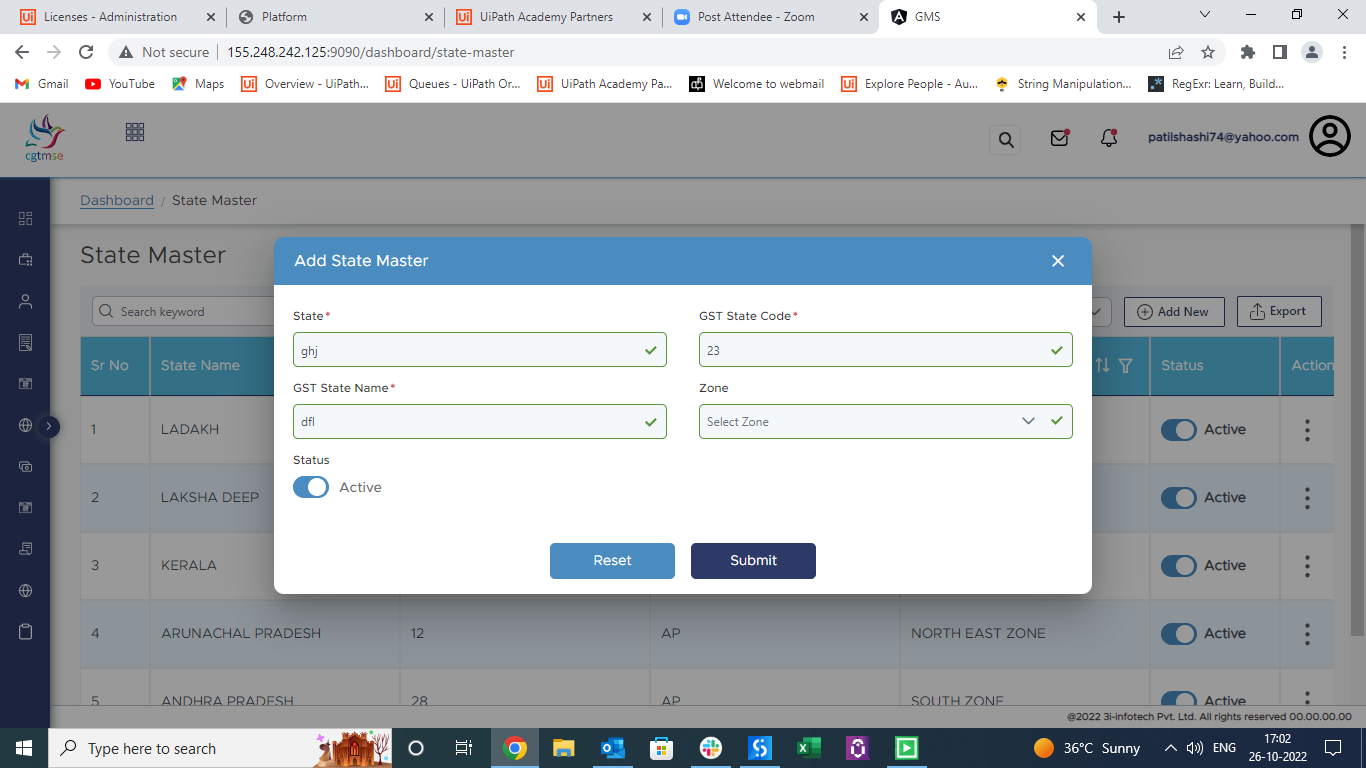 Licenses - Administration
Platform
UiPath Academy Partners
Post Attendee - Zoom
GMS
Not secure
155.248.242.125:9090/dashboard/state-master
Gmail
YouTube
Maps
Overview - UiPath...
Queues - UiPath Or...
UiPath Academy Pa...
Welcome to webmail
Explore People - Au...
String Manipulation...
RegExr: Learn, Build...
cgtmse
patilshashi74@yahoo.com
Dashboard / State Master
State Master
Add State Master
Search keyword
Add New
Export
State*
GST State Code*
ghj
23
GST State Name*
Zone
dfl
Select Zone
Status
Active
Reset
Submit
Sr No
State Name
Status
Action
1
LADAKH
Active
2
LAKSHA DEEP
Active
3
KERALA
Active
4
ARUNACHAL PRADESH
12
AP
NORTH EAST ZONE
Active
5
ANDHRA PRADESH
28
AP
SOUTH ZONE
Active
@2022 3i-infotech Pvt. Ltd. All rights reserved 00.00.00.00
Type here to search
36°C Sunny
ENG
17:02
26-10-2022